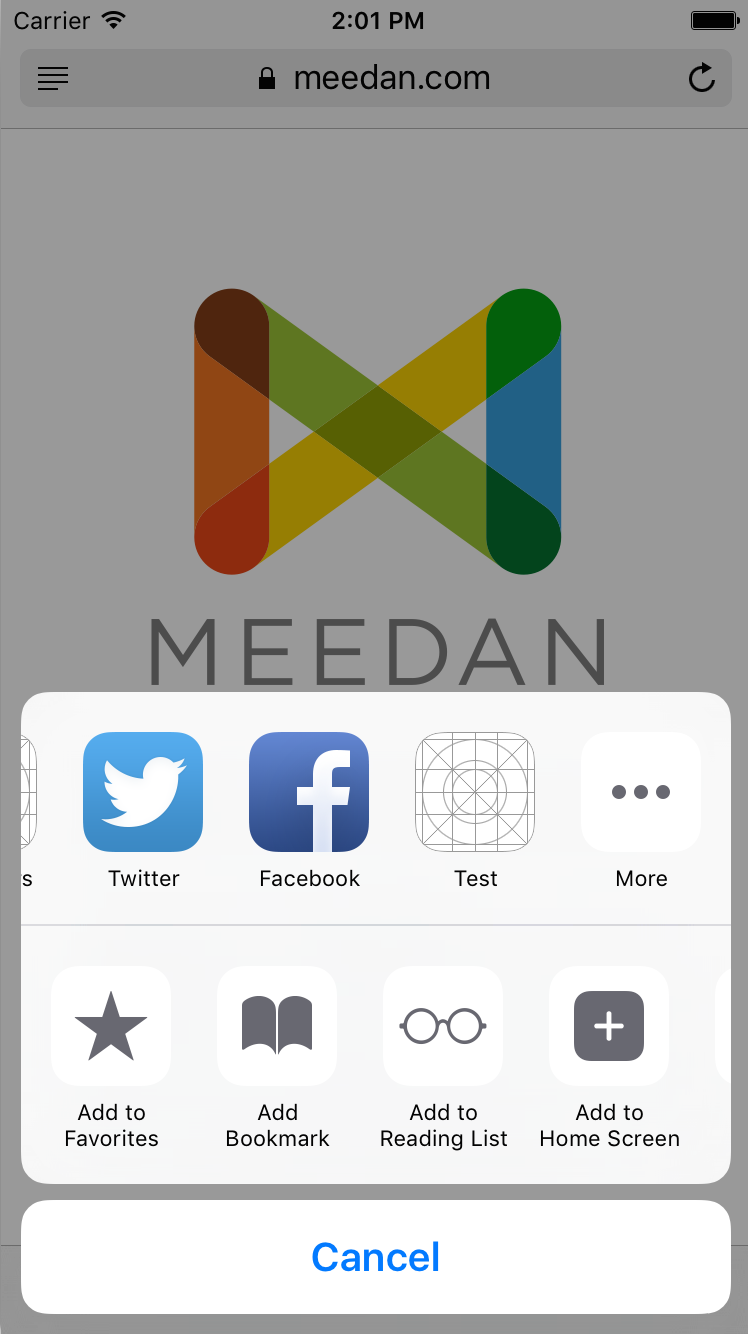 Carrier 2:01 PM
meedan.com
MEEDAN
s Twitter Facebook Test More
Add to Favorites
Add Bookmark
Add to Reading List
Add to Home Screen
Cancel